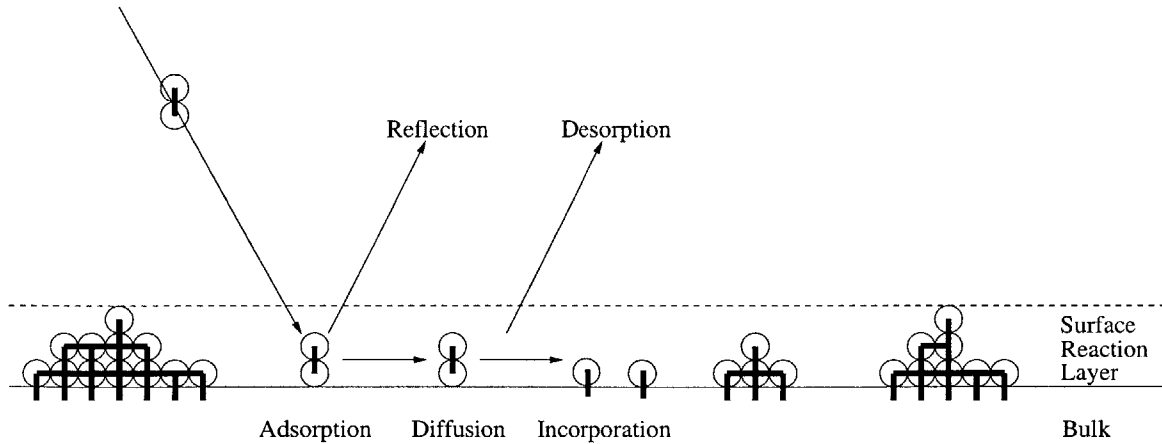 Reflection
Desorption
Surface
Reaction
Layer
Adsorption
Diffusion
Incorporation
Bulk